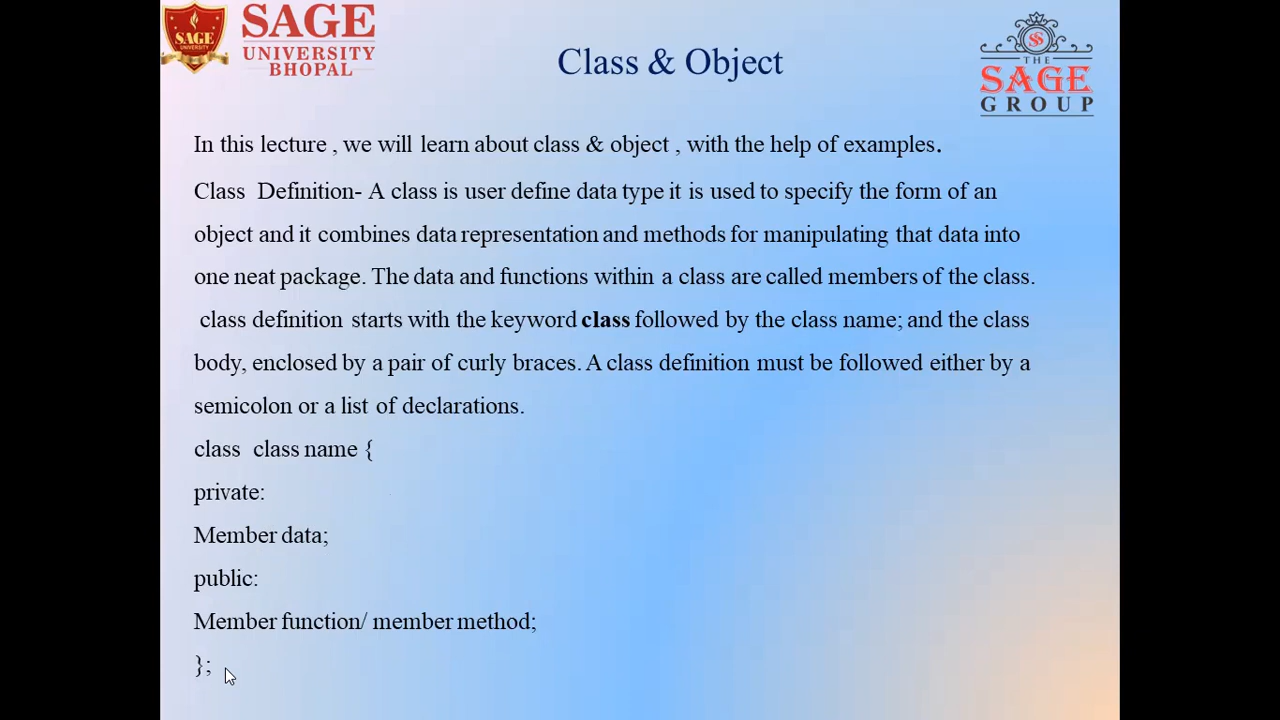 SAGE
SAGE
UNIVERSITY
UNIVERSITY
BHOPAL
Class & Object
THE
SAGE
GROUP
In this lecture , we will learn about class & object , with the help of examples.
Class Definition- A class is user define data type it is used to specify the form of an
object and it combines data representation and methods for manipulating that data into
one neat package. The data and functions within a class are called members of the class.
class definition starts with the keyword class followed by the class name; and the class
body, enclosed by a pair of curly braces. A class definition must be followed either by a
semicolon or a list of declarations.
class class name {
private:
Member data;
public:
Member function/ member method;
};